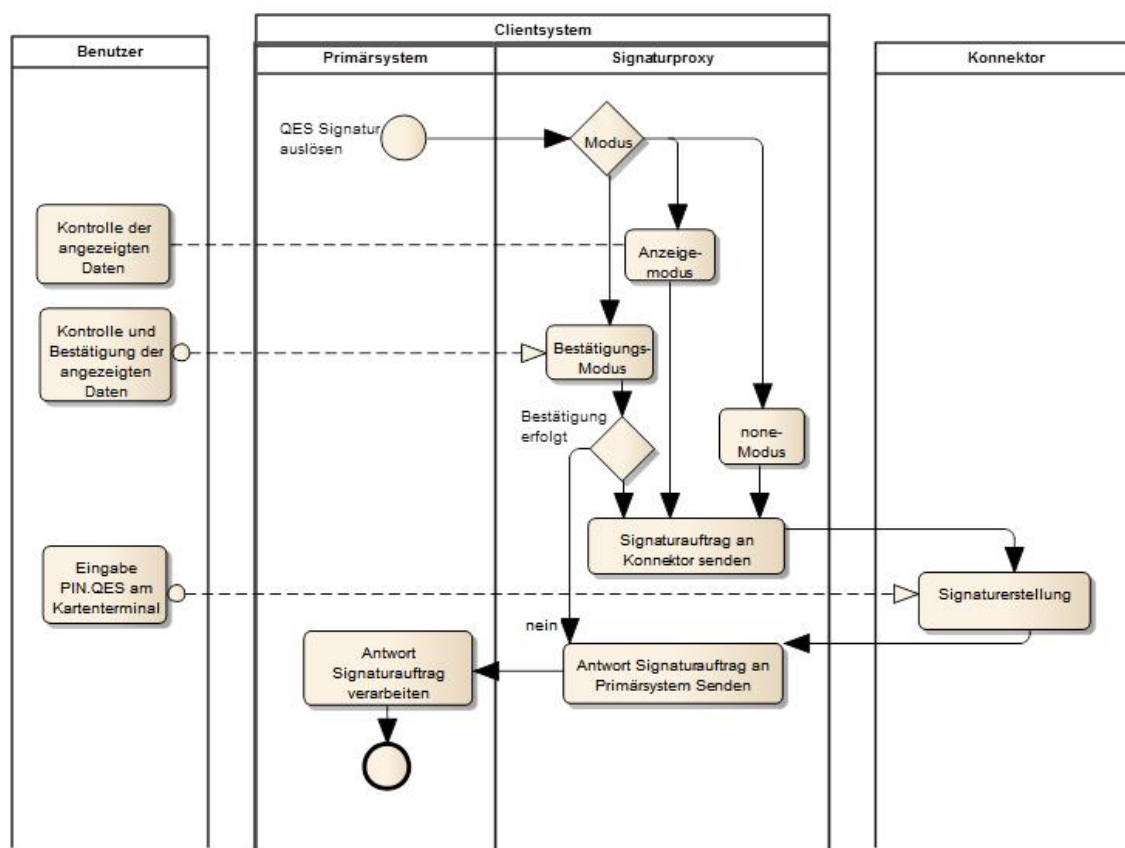 Clientsystem
Benutzer
Primärsystem
Signaturproxy
Konnektor
QES Signatur
auslösen
Modus
Kontrolle der
angezeigten
Daten
Anzeige-
modus
Kontrolle und
Bestätigung der
angezeigten
Daten
Bestätigungs-
Modus
Bestätigung
erfolgt
none-
Modus
Signaturauftrag an
Konnektor senden
Eingabe
PIN.QES am
Kartenterminal
Signaturerstellung
nein
Antwort
Signaturauftrag
verarbeiten
Antwort Signaturauftrag an
Primärsystem Senden